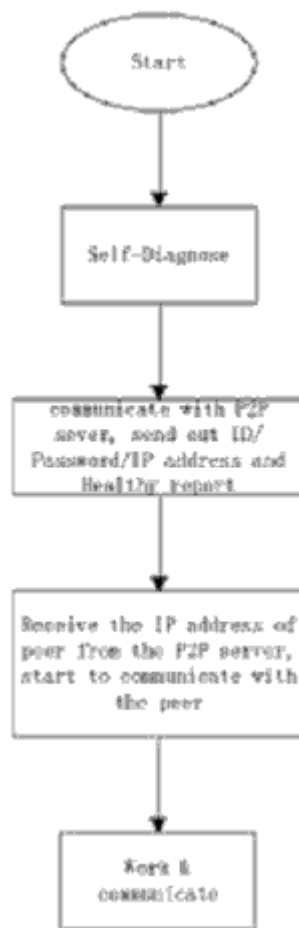 Start
Self-Diagnose
communicate with P2P
sever, send out ID/
Password/IP address and
Healthy report
Receive the IP address of
peer from the P2P server,
start to communicate with
the peer
Work &
communicate